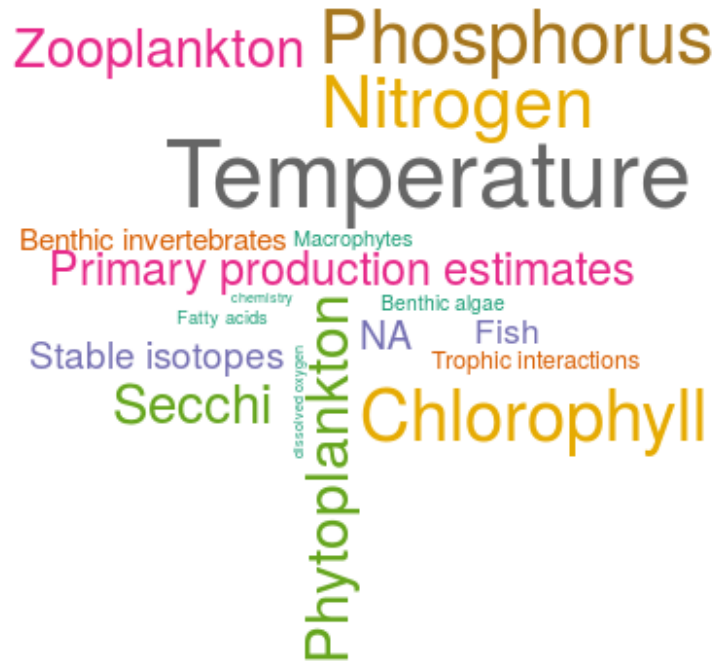 Zooplankton
Phosphorus
Nitrogen
Temperature
Benthic invertebrates
Macrophytes
Primary production estimates
chemistry
Benthic algae
Fatty acids
NA
Fish
Stable isotopes
Trophic interactions
dissolved oxygen
Phytoplankton
Secchi
Chlorophyll